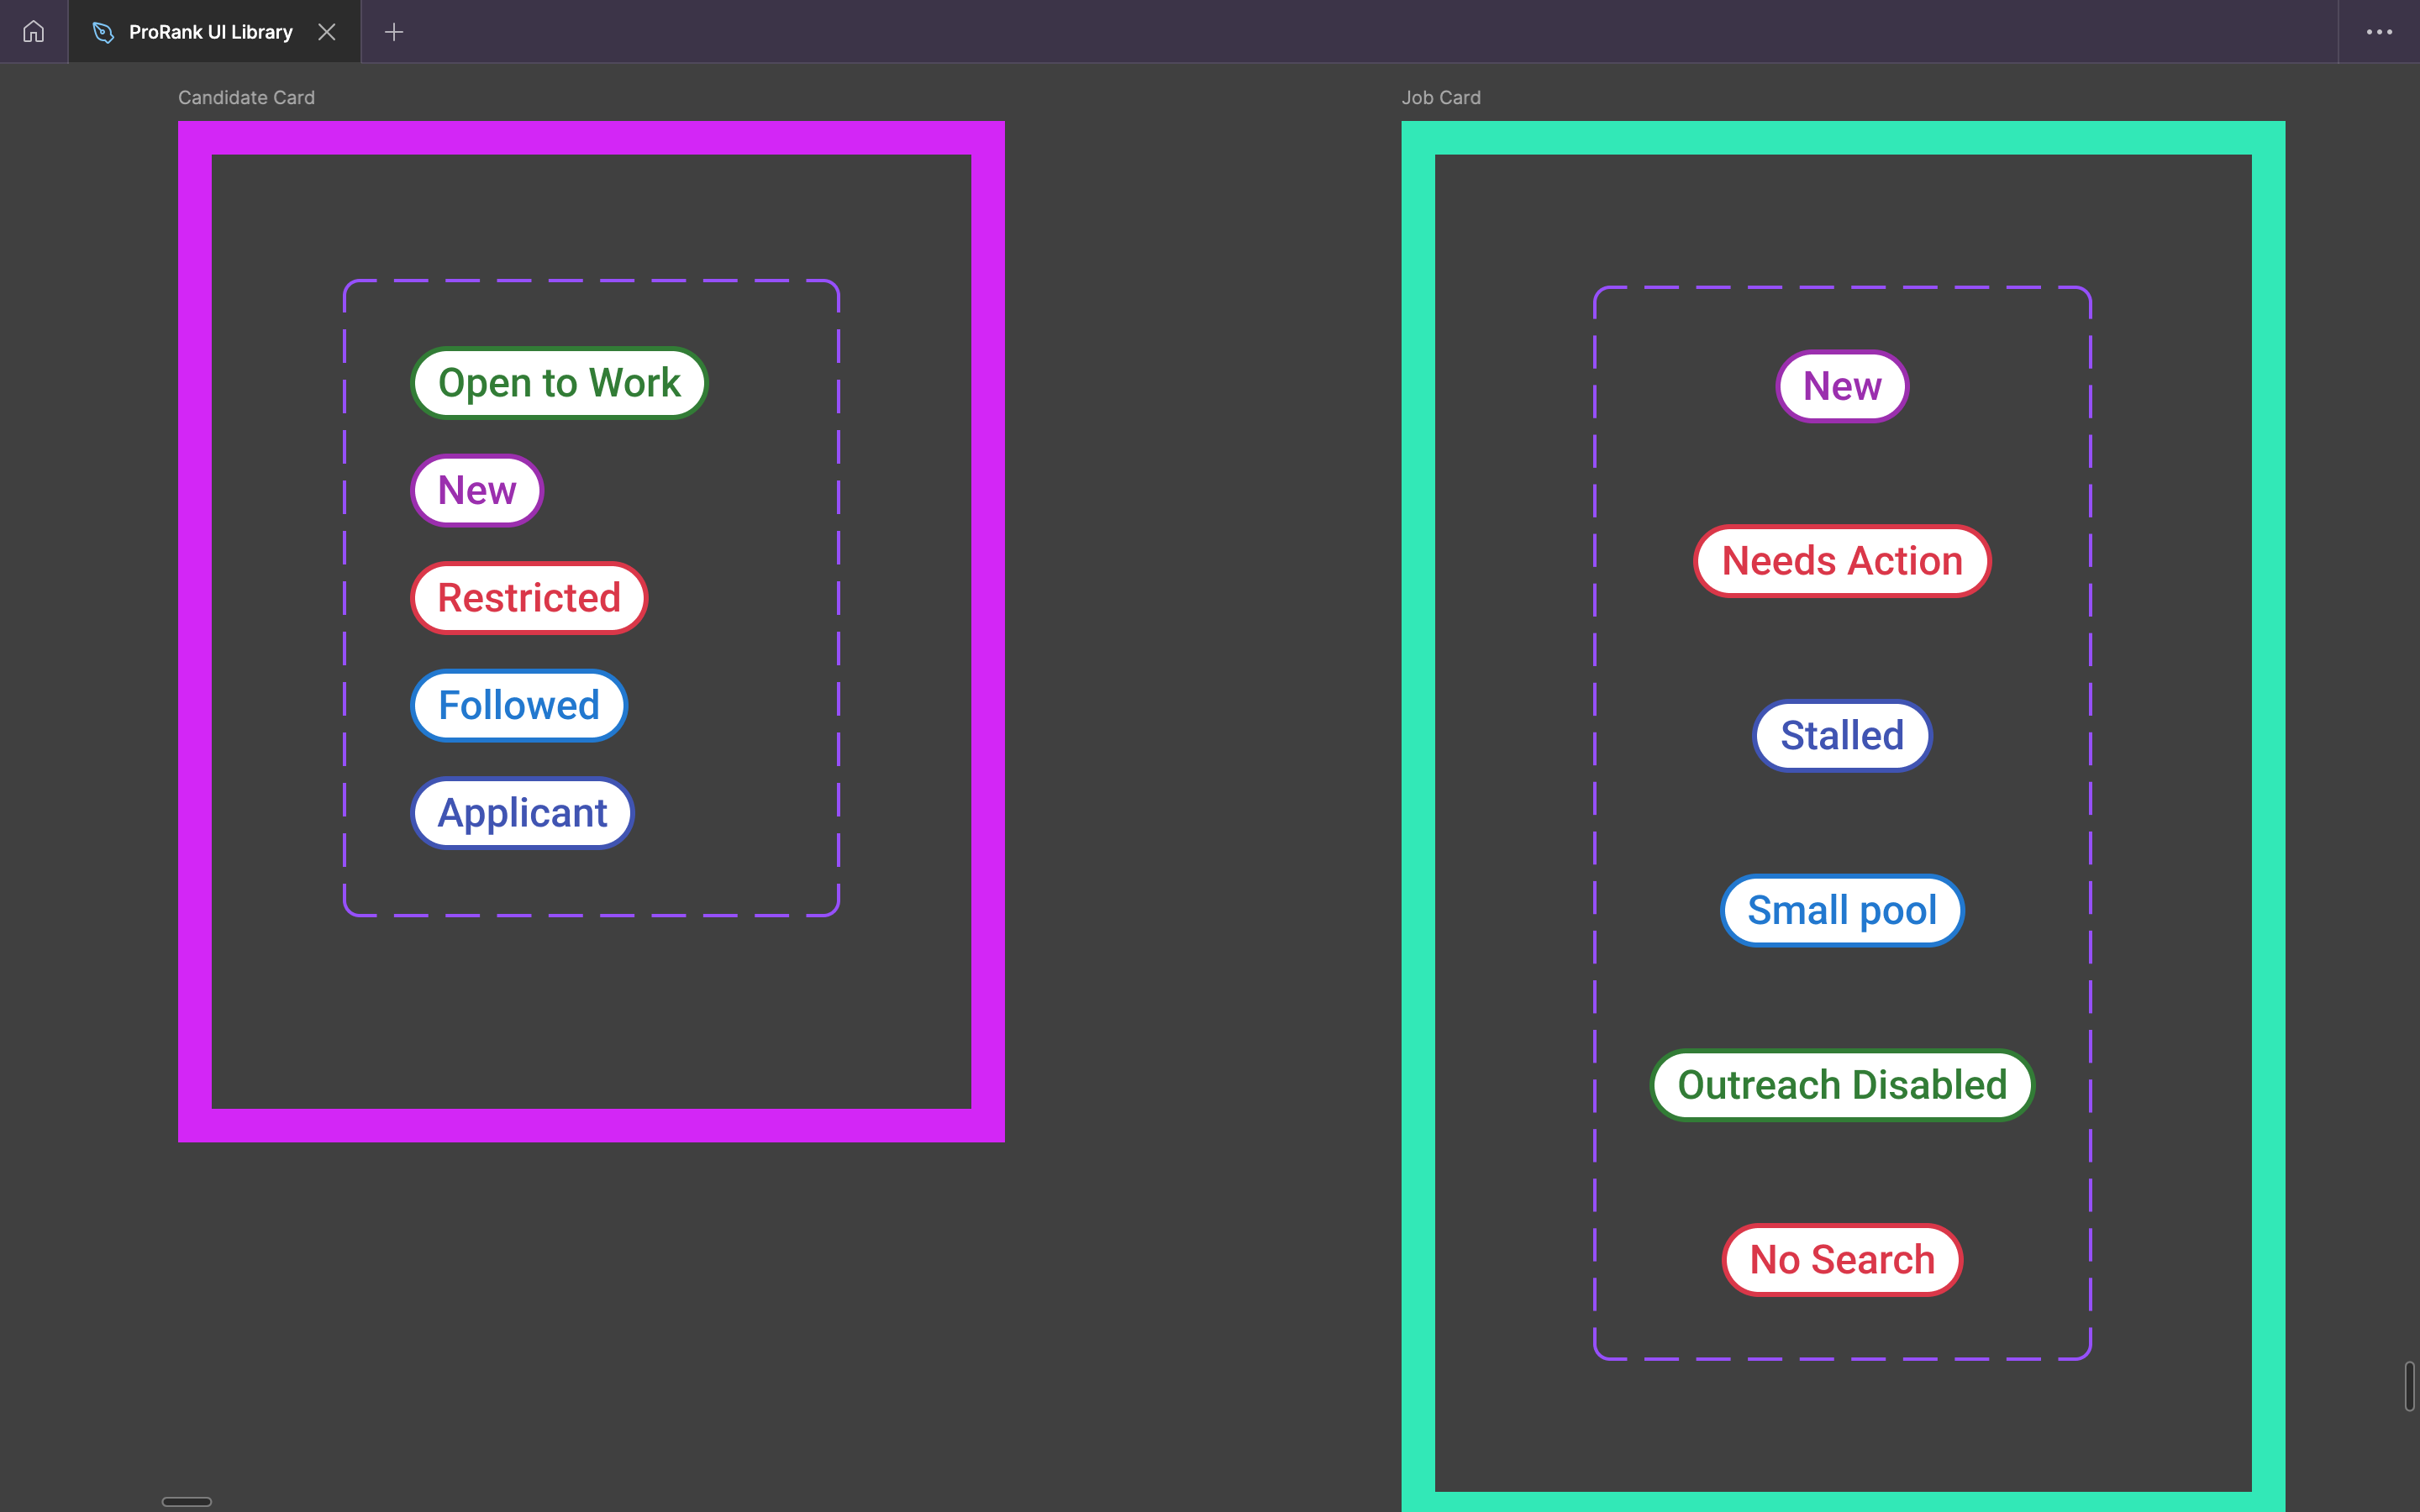 ProRank UI Library
Candidate Card
Open to Work
New
Restricted
Followed
Applicant
Job Card
New
Needs Action
Stalled
Small pool
Outreach Disabled
No Search